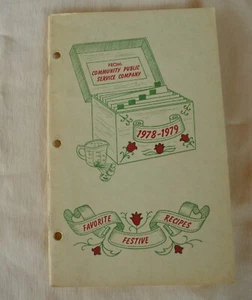 FROM:
COMMUNITY PUBLIC
SERVICE COMPANY
1978-1979
FAVORITE
FESTIVE
RECIPES